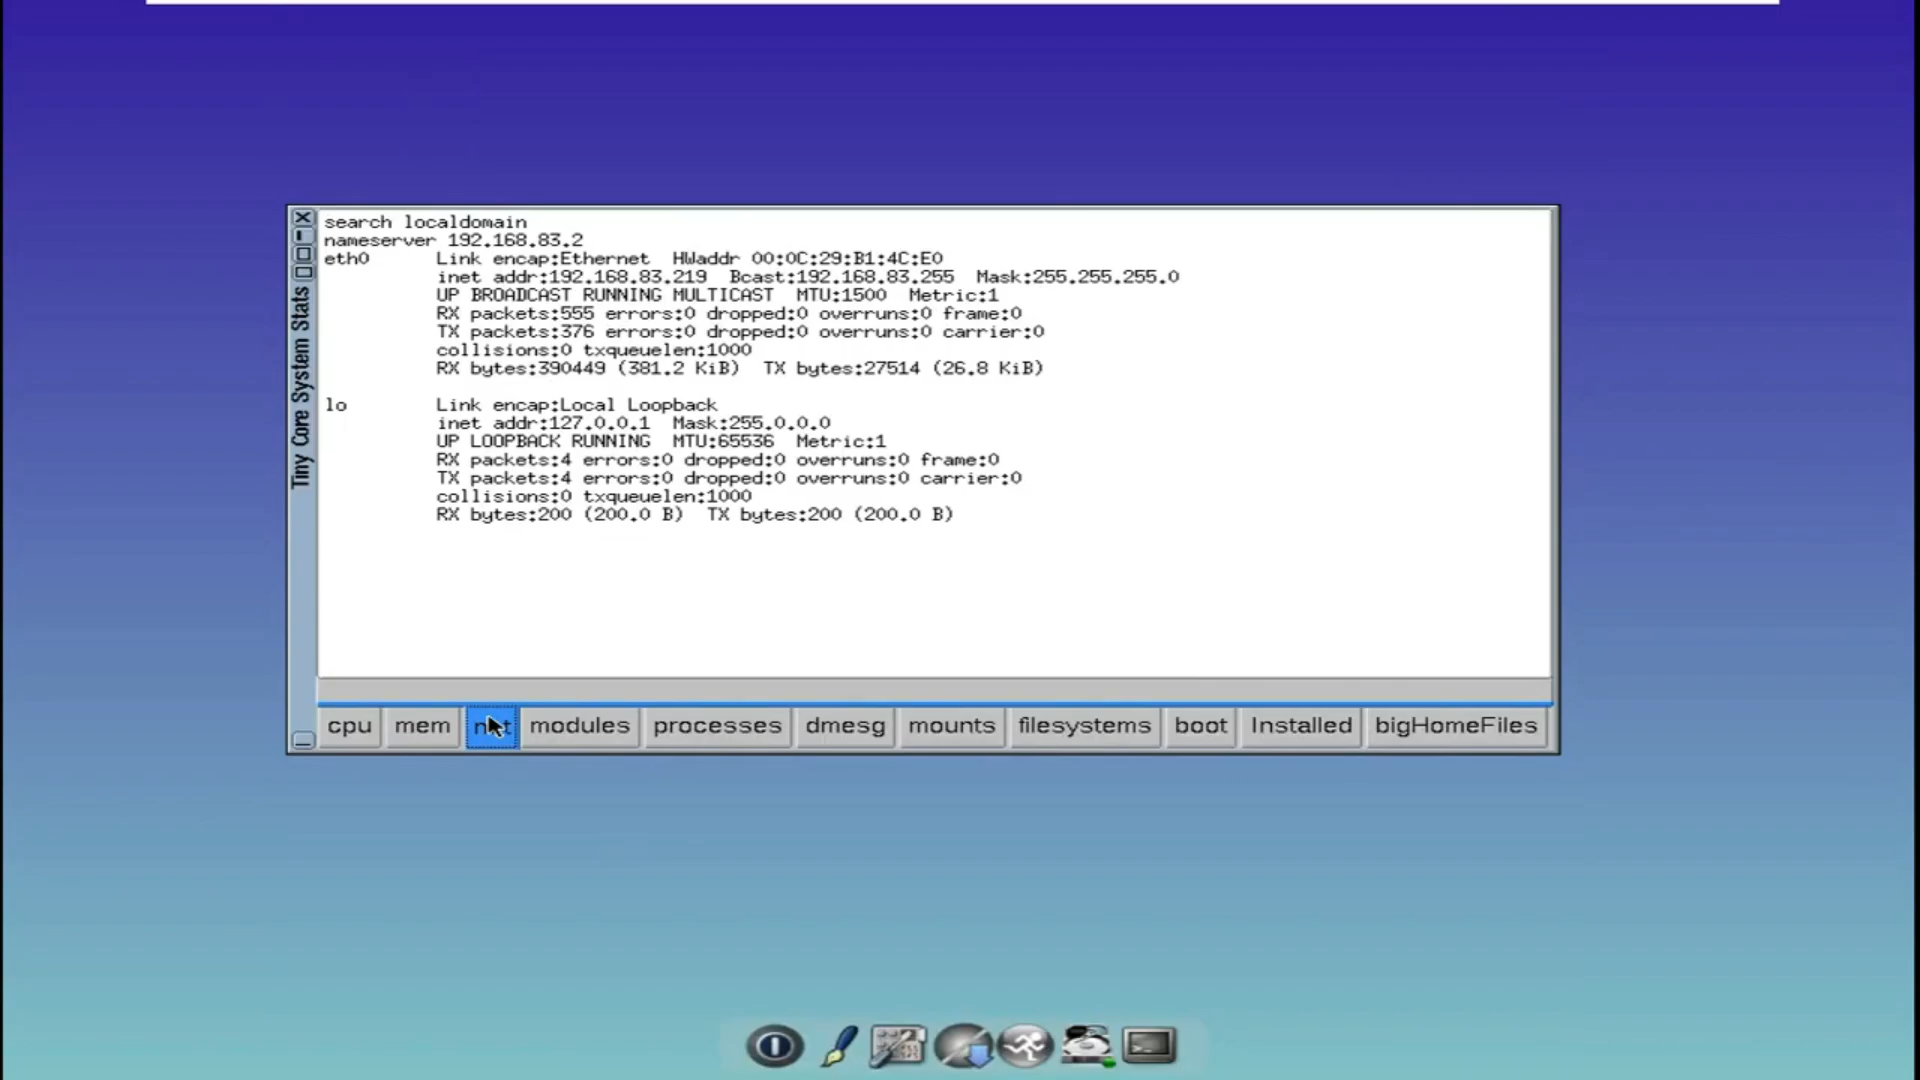 Tiny Core System Stats
search localdomain
nameserver 192.168.83.2
eth0 Link encap:Ethernet HWaddr 00:0C:29:B1:4C:E0
inet addr:192.168.83.219 Bcast:192.168.83.255 Mask:255.255.255.0
UP BROADCAST RUNNING MULTICAST MTU:1500 Metric:1
RX packets:555 errors:0 dropped:0 overruns:0 frame:0
TX packets:376 errors:0 dropped:0 overruns:0 carrier:0
collisions:0 txqueuelen:1000
RX bytes:390449 (381.2 KiB) TX bytes:27514 (26.8 KiB)
lo Link encap:Local Loopback
inet addr:127.0.0.1 Mask:255.0.0.0
UP LOOPBACK RUNNING MTU:65536 Metric:1
RX packets:4 errors:0 dropped:0 overruns:0 frame:0
TX packets:4 errors:0 dropped:0 overruns:0 carrier:0
collisions:0 txqueuelen:1000
RX bytes:200 (200.0 B) TX bytes:200 (200.0 B)
cpu mem net modules processes dmesg mounts filesystems boot Installed bigHomeFiles